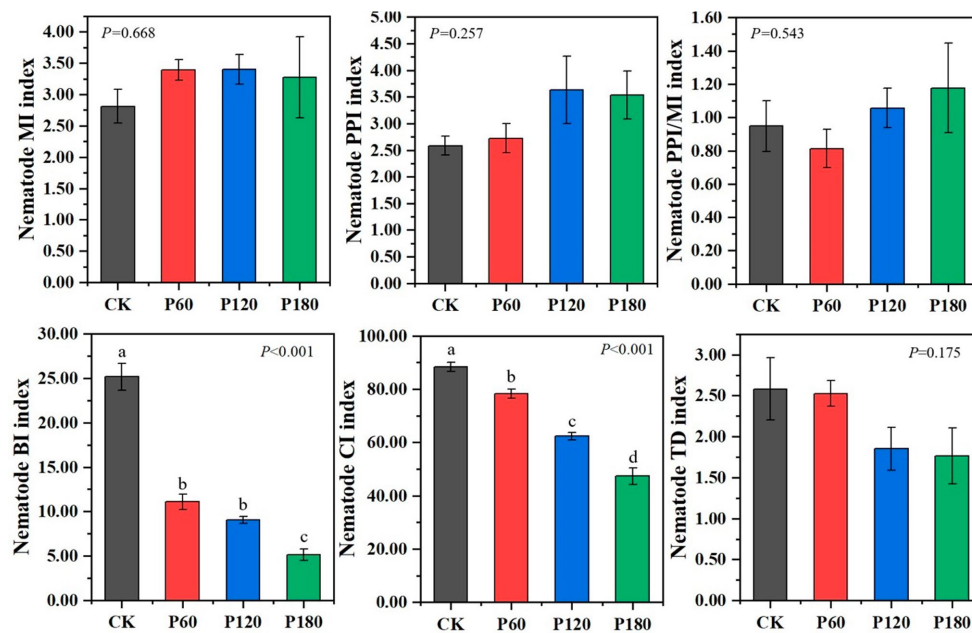 Nematode MI index
P=0.668
4.00
3.50
3.00
2.50
2.00
1.50
1.00
0.50
0.00
CK P60 P120 P180
Nematode PPI index
P=0.257
5.00
4.50
4.00
3.50
3.00
2.50
2.00
1.50
1.00
0.50
0.00
CK P60 P120 P180
Nematode PPI/MI index
P=0.543
1.60
1.40
1.20
1.00
0.80
0.60
0.40
0.20
0.00
CK P60 P120 P180
Nematode BI index
P<0.001
30.00
25.00
20.00
15.00
10.00
5.00
0.00
a
b
b
c
CK P60 P120 P180
Nematode CI index
P<0.001
100.00
80.00
60.00
40.00
20.00
0.00
a
b
c
d
CK P60 P120 P180
Nematode TD index
P=0.175
3.00
2.50
2.00
1.50
1.00
0.50
0.00
CK P60 P120 P180